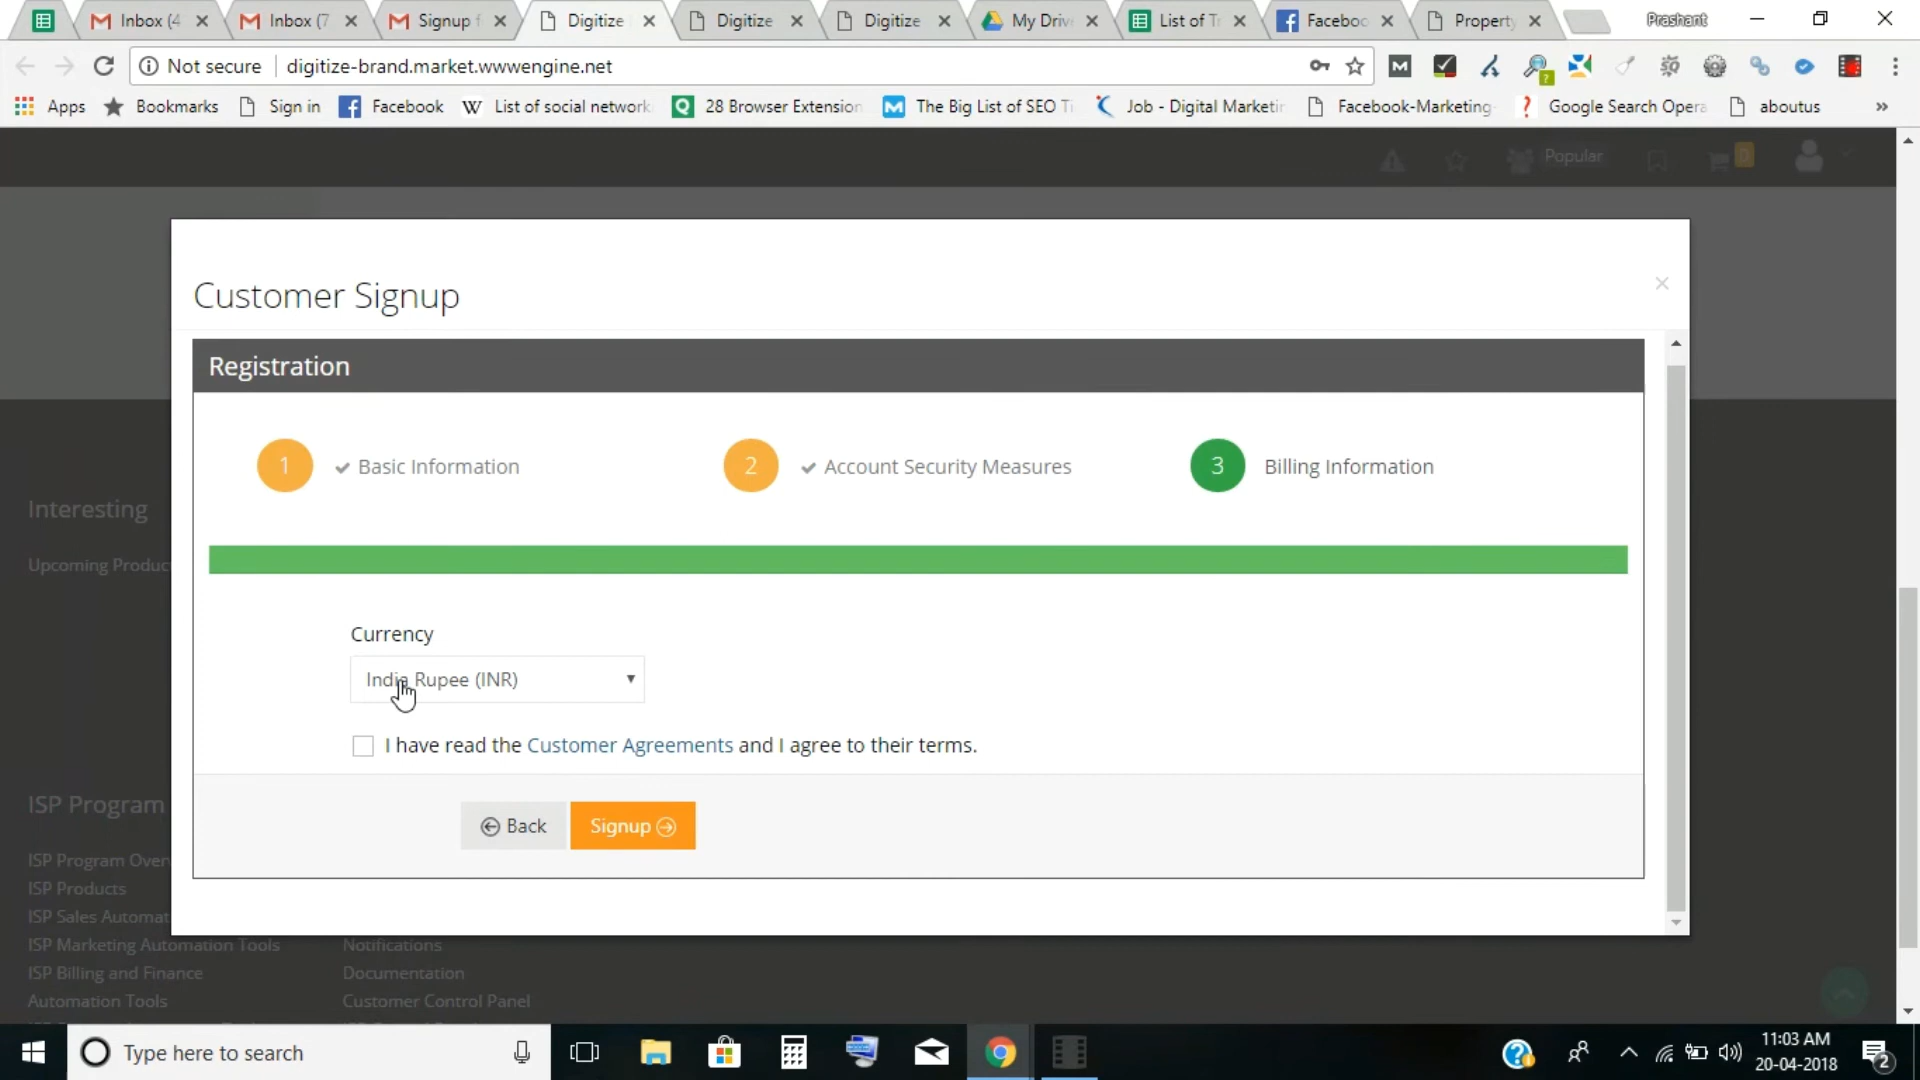 Inbox (4
Inbox (7
Signup f
Digitize
Digitize
Digitize
My Driv
List of T
Faceboo
Property
Prashant
Not secure
digitize-brand.market.wwwengine.net
Apps
Bookmarks
Sign in
Facebook
List of social network
28 Browser Extension
The Big List of SEO Ti
Job - Digital Marketin
Facebook-Marketing
Google Search Opera
aboutus
»
Popular
0
Customer Signup
×
Registration
1
Basic Information
2
Account Security Measures
3
Billing Information
Interesting
Upcoming Produc
Currency
India Rupee (INR)
I have read the Customer Agreements and I agree to their terms.
Back
Signup
ISP Program
ISP Program Over
ISP Products
ISP Sales Automat
ISP Marketing Automation Tools
Notifications
ISP Billing and Finance
Documentation
Automation Tools
Customer Control Panel
Type here to search
11:03 AM
20-04-2018
2